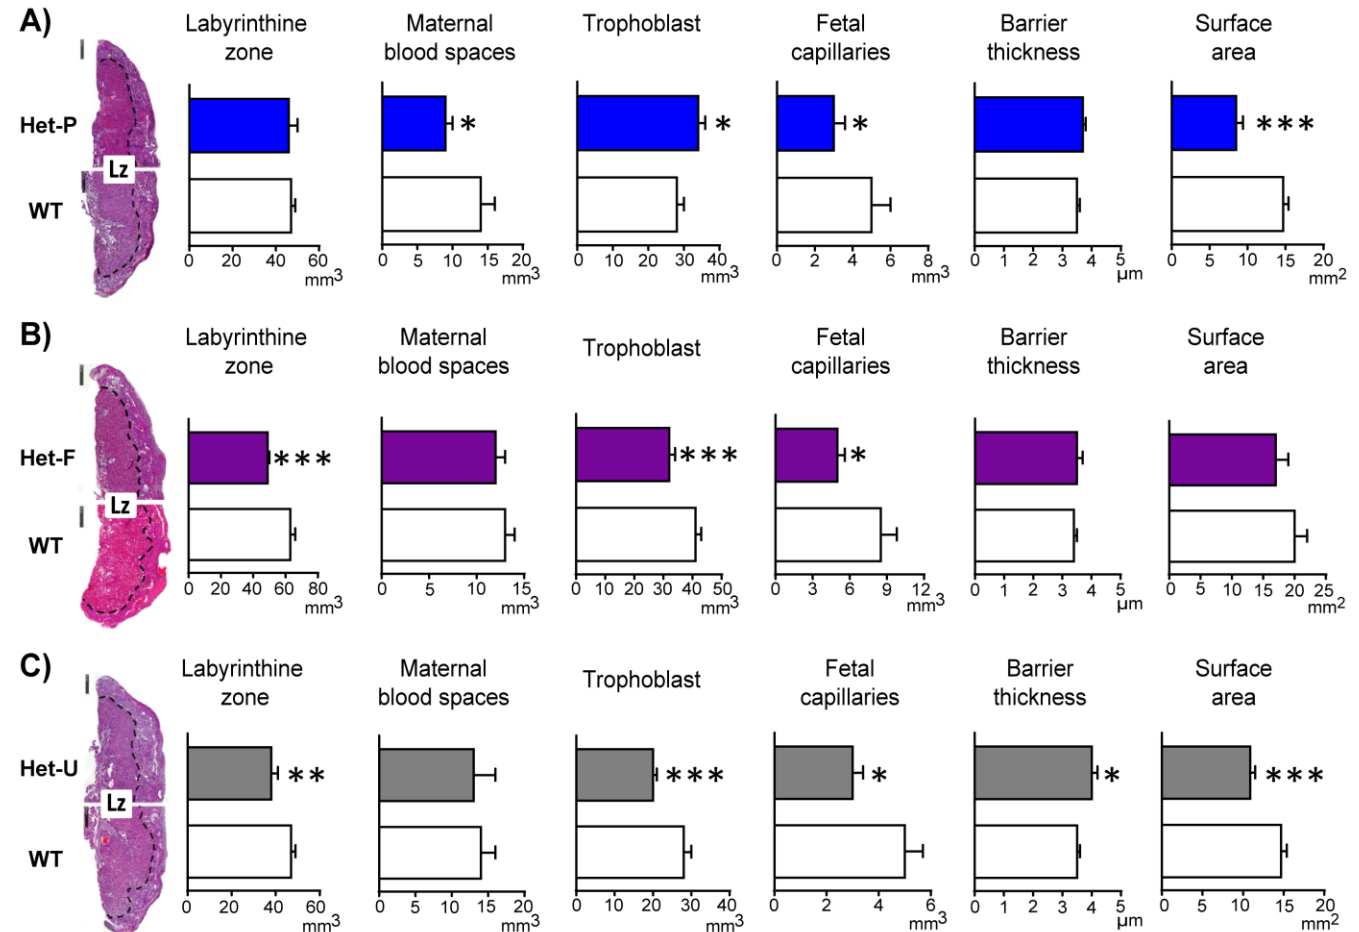 A)
Labyrinthine
zone
Maternal
blood spaces
Trophoblast
Fetal
capillaries
Barrier
thickness
Surface
area
Het-P
* * * * * *
Lz
WT
0 20 40 60
mm3
0 5 10 15 20
mm3
0 10 20 30 40
mm3
0 2 4 6 8
mm3
0 1 2 3 4 5
µm
0 5 10 15 20
mm2
B)
Labyrinthine
zone
Maternal
blood spaces
Trophoblast
Fetal
capillaries
Barrier
thickness
Surface
area
Het-F
*** *** *
Lz
WT
0 20 40 60 80
mm3
0 5 10 15
mm3
0 10 20 30 40 50
mm3
0 3 6 9 12
mm3
0 1 2 3 4 5
µm
0 5 10 15 20 25
mm2
C)
Labyrinthine
zone
Maternal
blood spaces
Trophoblast
Fetal
capillaries
Barrier
thickness
Surface
area
Het-U
** *** * * ***
Lz
WT
0 20 40 60
mm3
0 5 10 15 20
mm3
0 10 20 30 40
mm3
0 2 4 6
mm3
0 1 2 3 4 5
µm
0 5 10 15 20
mm2